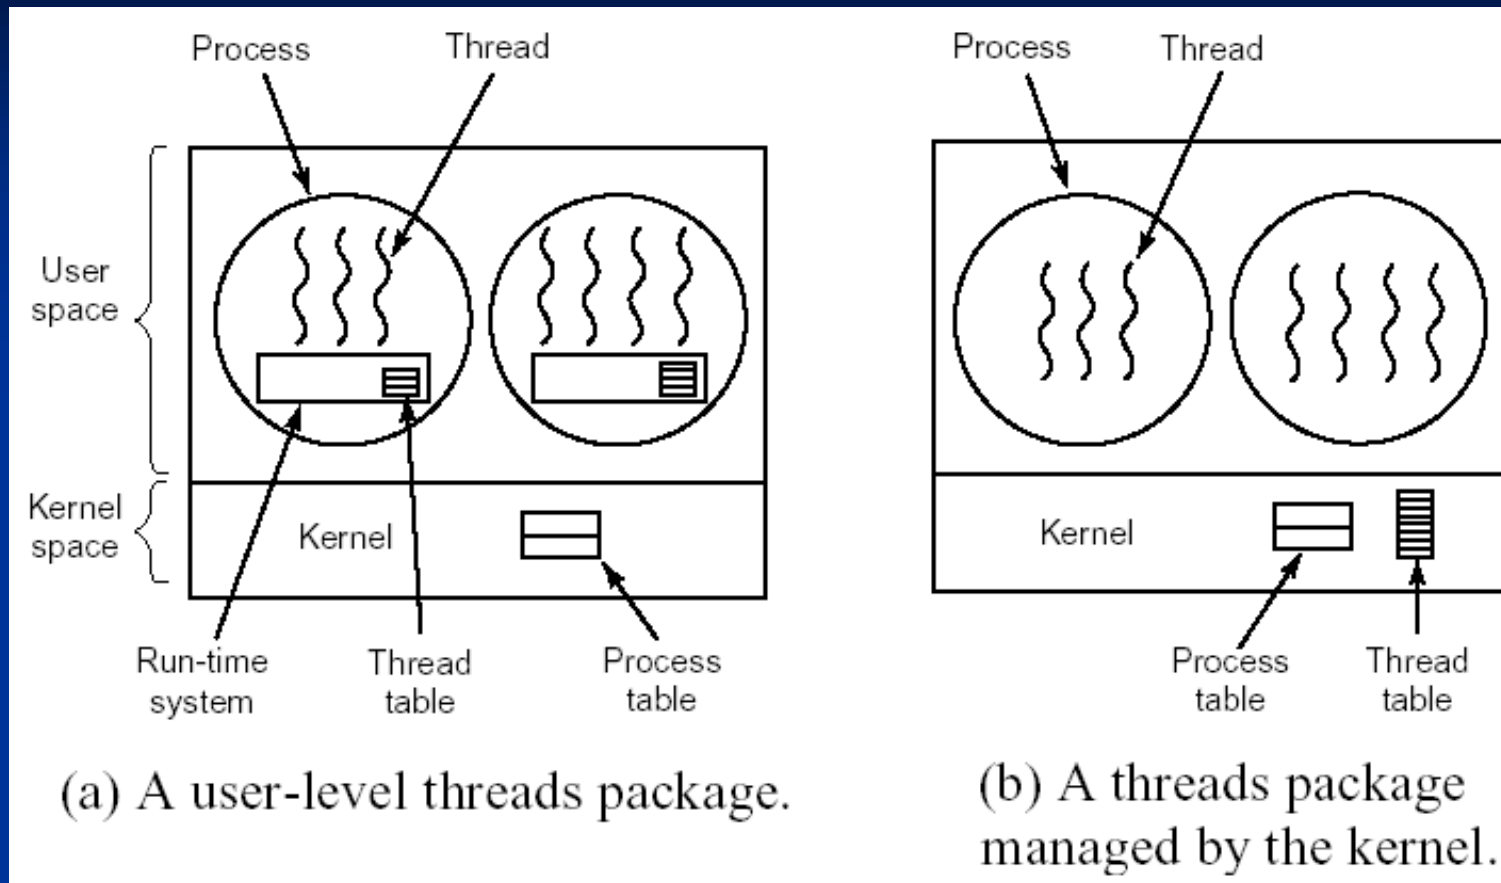 Process
Thread
User
space
Kernel
space
Kernel
Run-time
system
Thread
table
Process
table
(a) A user-level threads package.
Process
Thread
Kernel
Process
table
Thread
table
(b) A threads package
managed by the kernel.